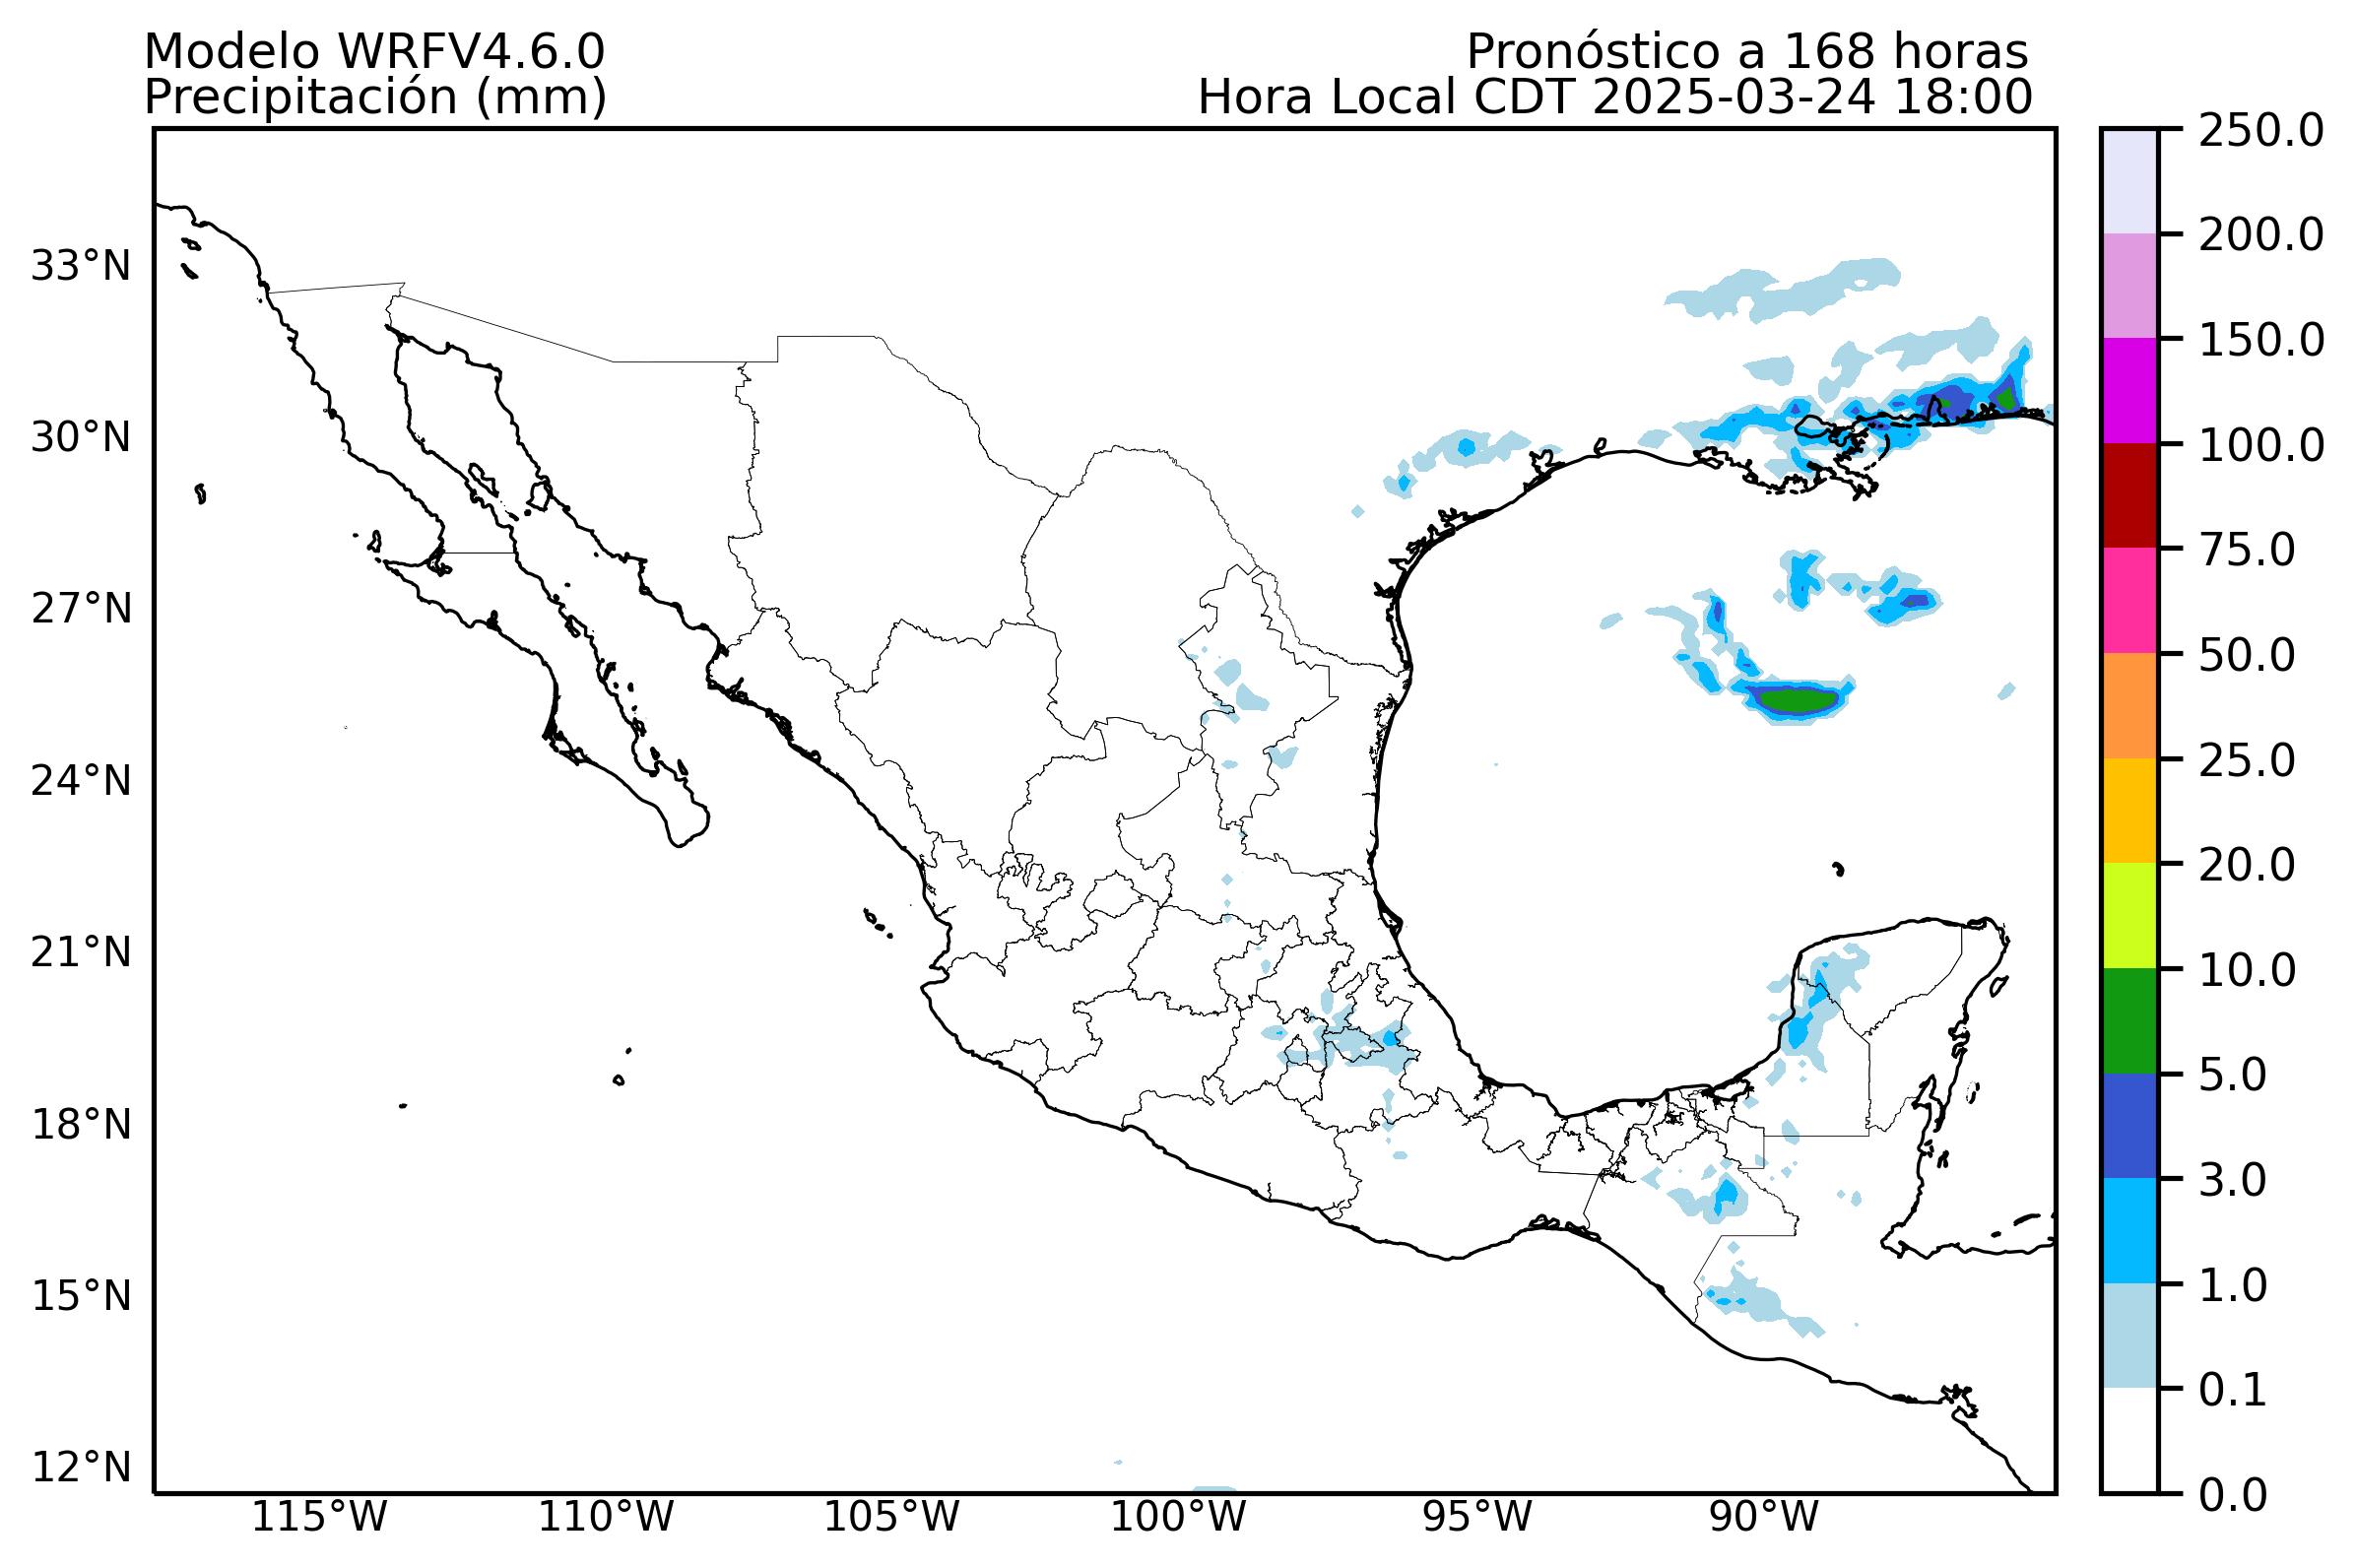 Modelo WRFV4.6.0
Precipitación (mm)
Pronóstico a 168 horas
Hora Local CDT 2025-03-24 18:00
33°N
30°N
27°N
24°N
21°N
18°N
15°N
12°N
115°W
110°W
105°W
100°W
95°W
90°W
250.0
200.0
150.0
100.0
75.0
50.0
25.0
20.0
10.0
5.0
3.0
1.0
0.1
0.0